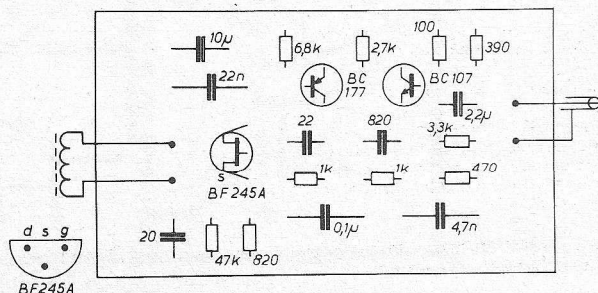 10µ
6,8k
2,7k
100
390
22n
BC
177
BC 107
2,2µ
22
820
3,3k
S
BF245A
1k
1k
470
0,1µ
4,7n
20
47k
820
d s g
BF245A